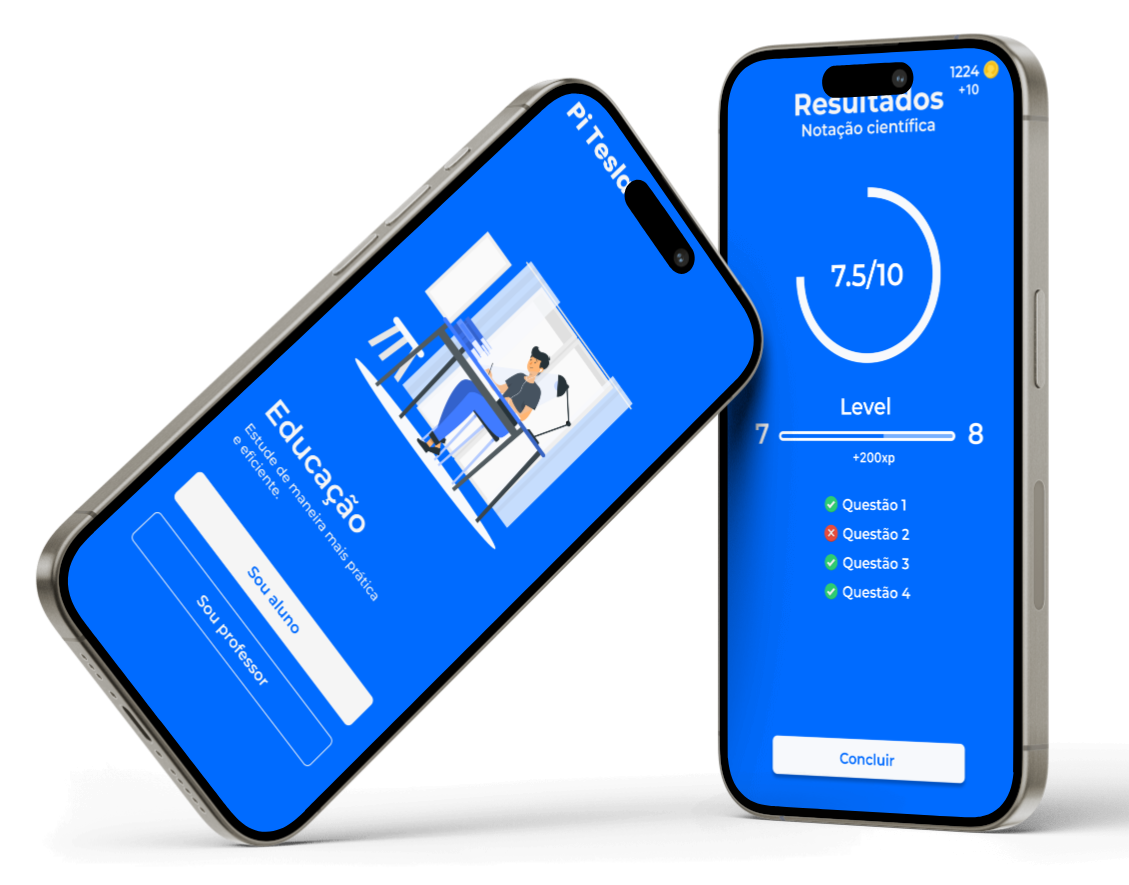 Pi Tesla
Educação
Estude de maneira mais prática
e eficiente.
Sou aluno
Sou professor
1224
+10
Resultados
Notação científica
7.5/10
Level
7
8
+200xp
Questão 1
Questão 2
Questão 3
Questão 4
Concluir